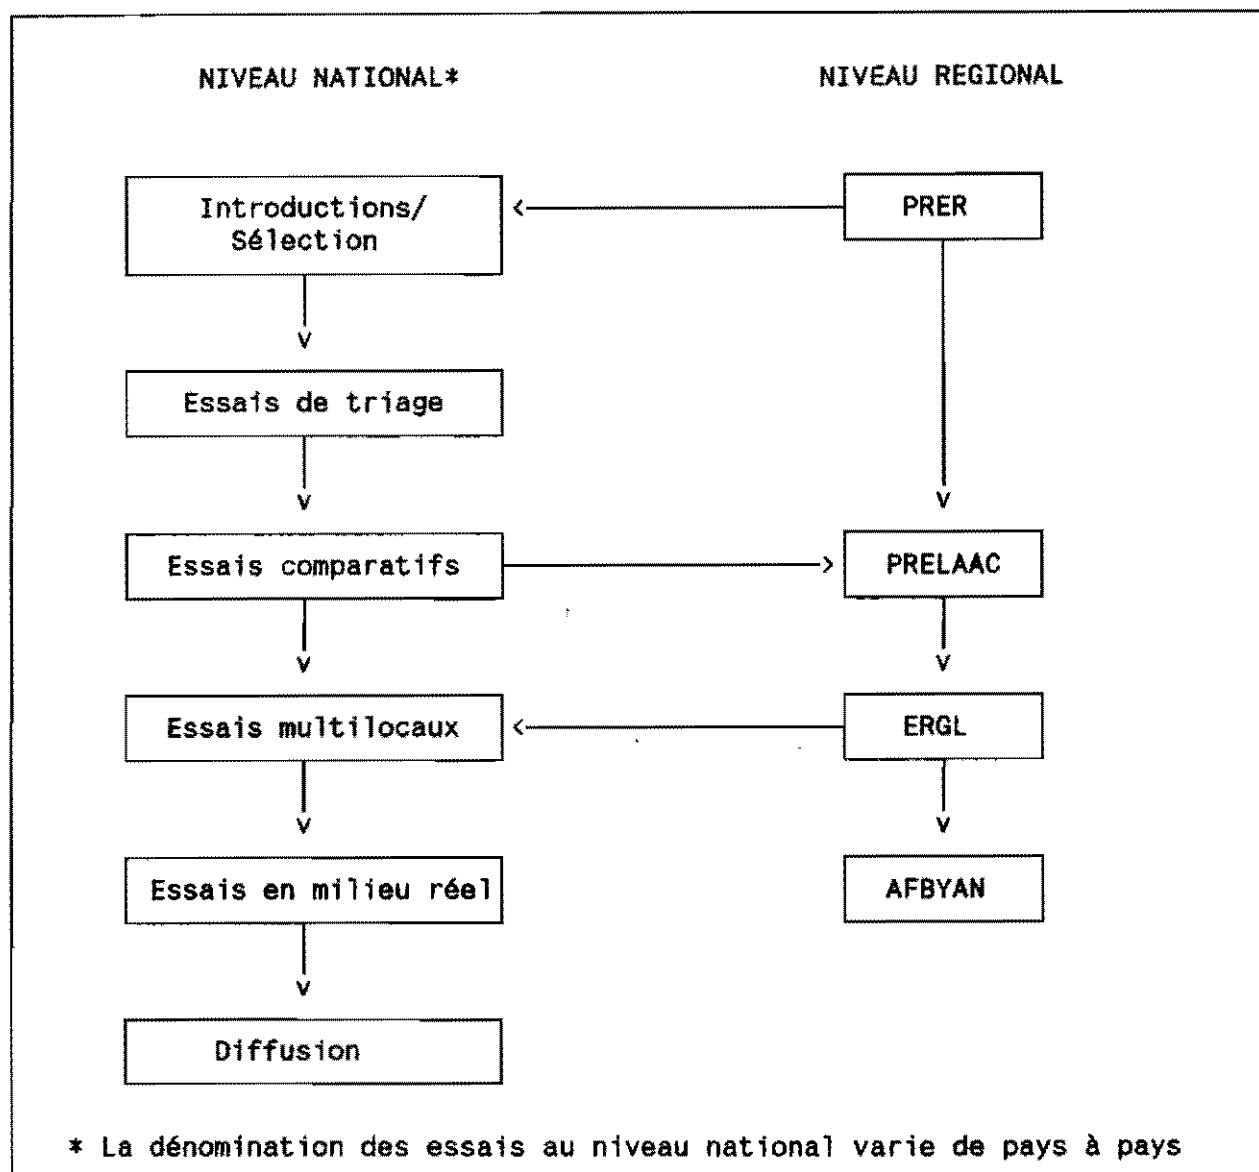 NIVEAU NATIONAL*
NIVEAU REGIONAL
Introductions/
Sélection
PRER
Essais de triage
Essais comparatifs
PRELAAC
Essais multilocaux
ERGL
Essais en milieu réel
AFBYAN
Diffusion
* La dénomination des essais au niveau national varie de pays à pays